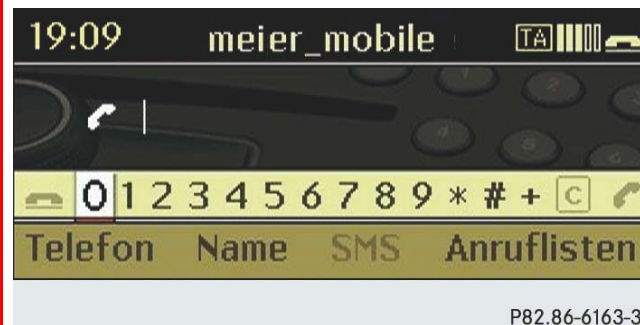 19:09 meier_mobile TA
0 1 2 3 4 5 6 7 8 9 * # + C
Telefon Name SMS Anruflisten
P82.86-6163-3